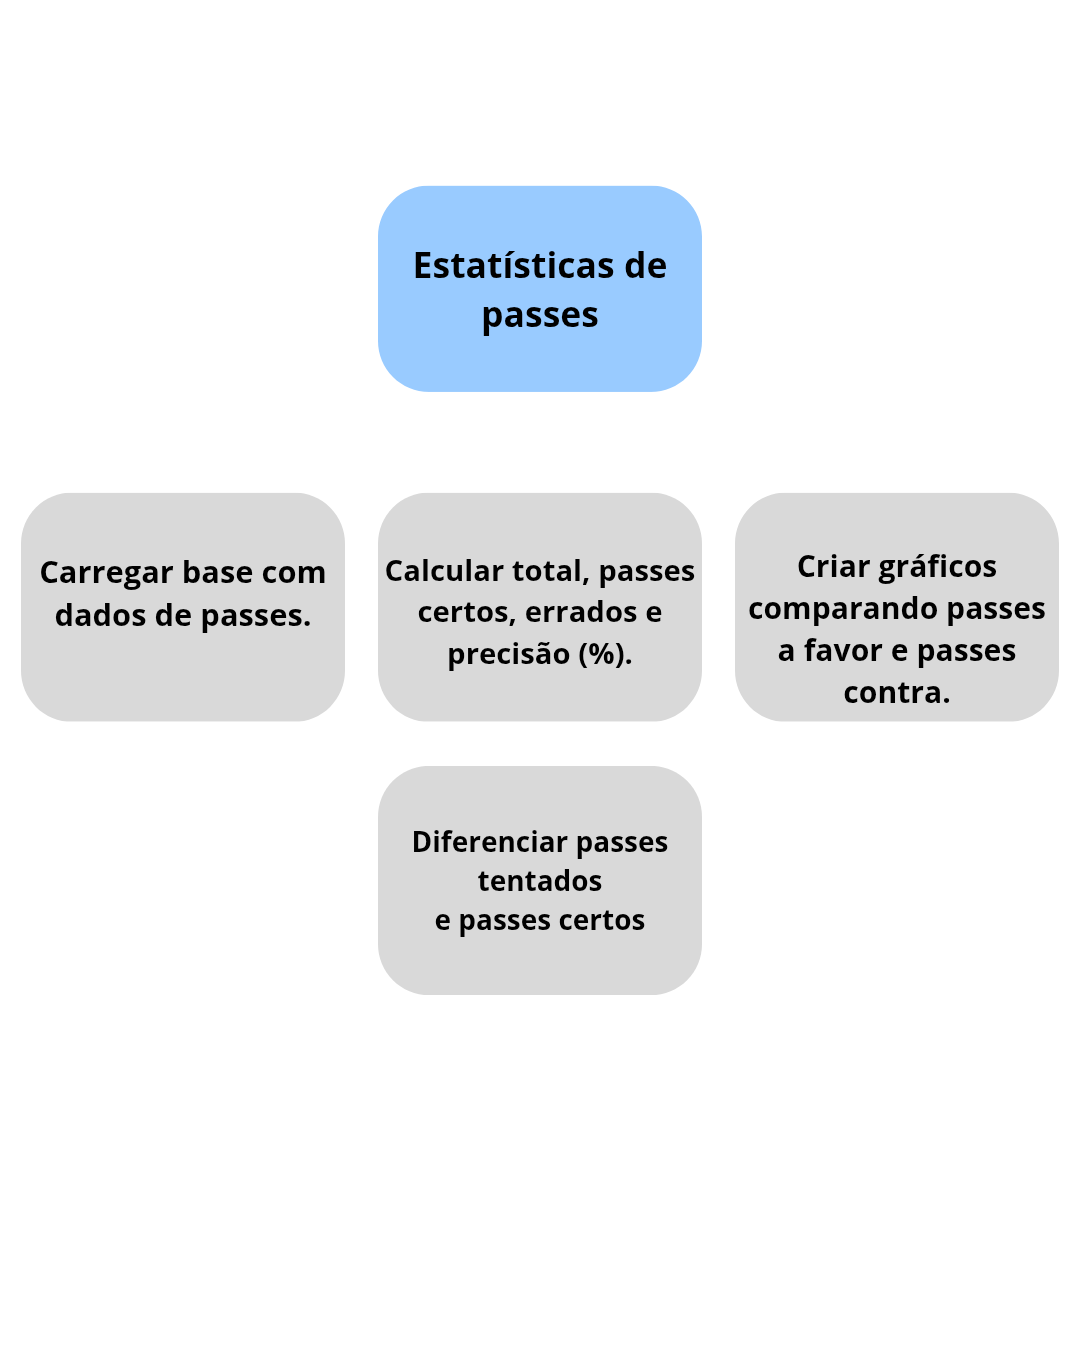 Estatísticas de
passes
Carregar base com
dados de passes.
Calcular total, passes
certos, errados e
precisão (%).
Criar gráficos
comparando passes
a favor e passes
contra.
Diferenciar passes
tentados
e passes certos